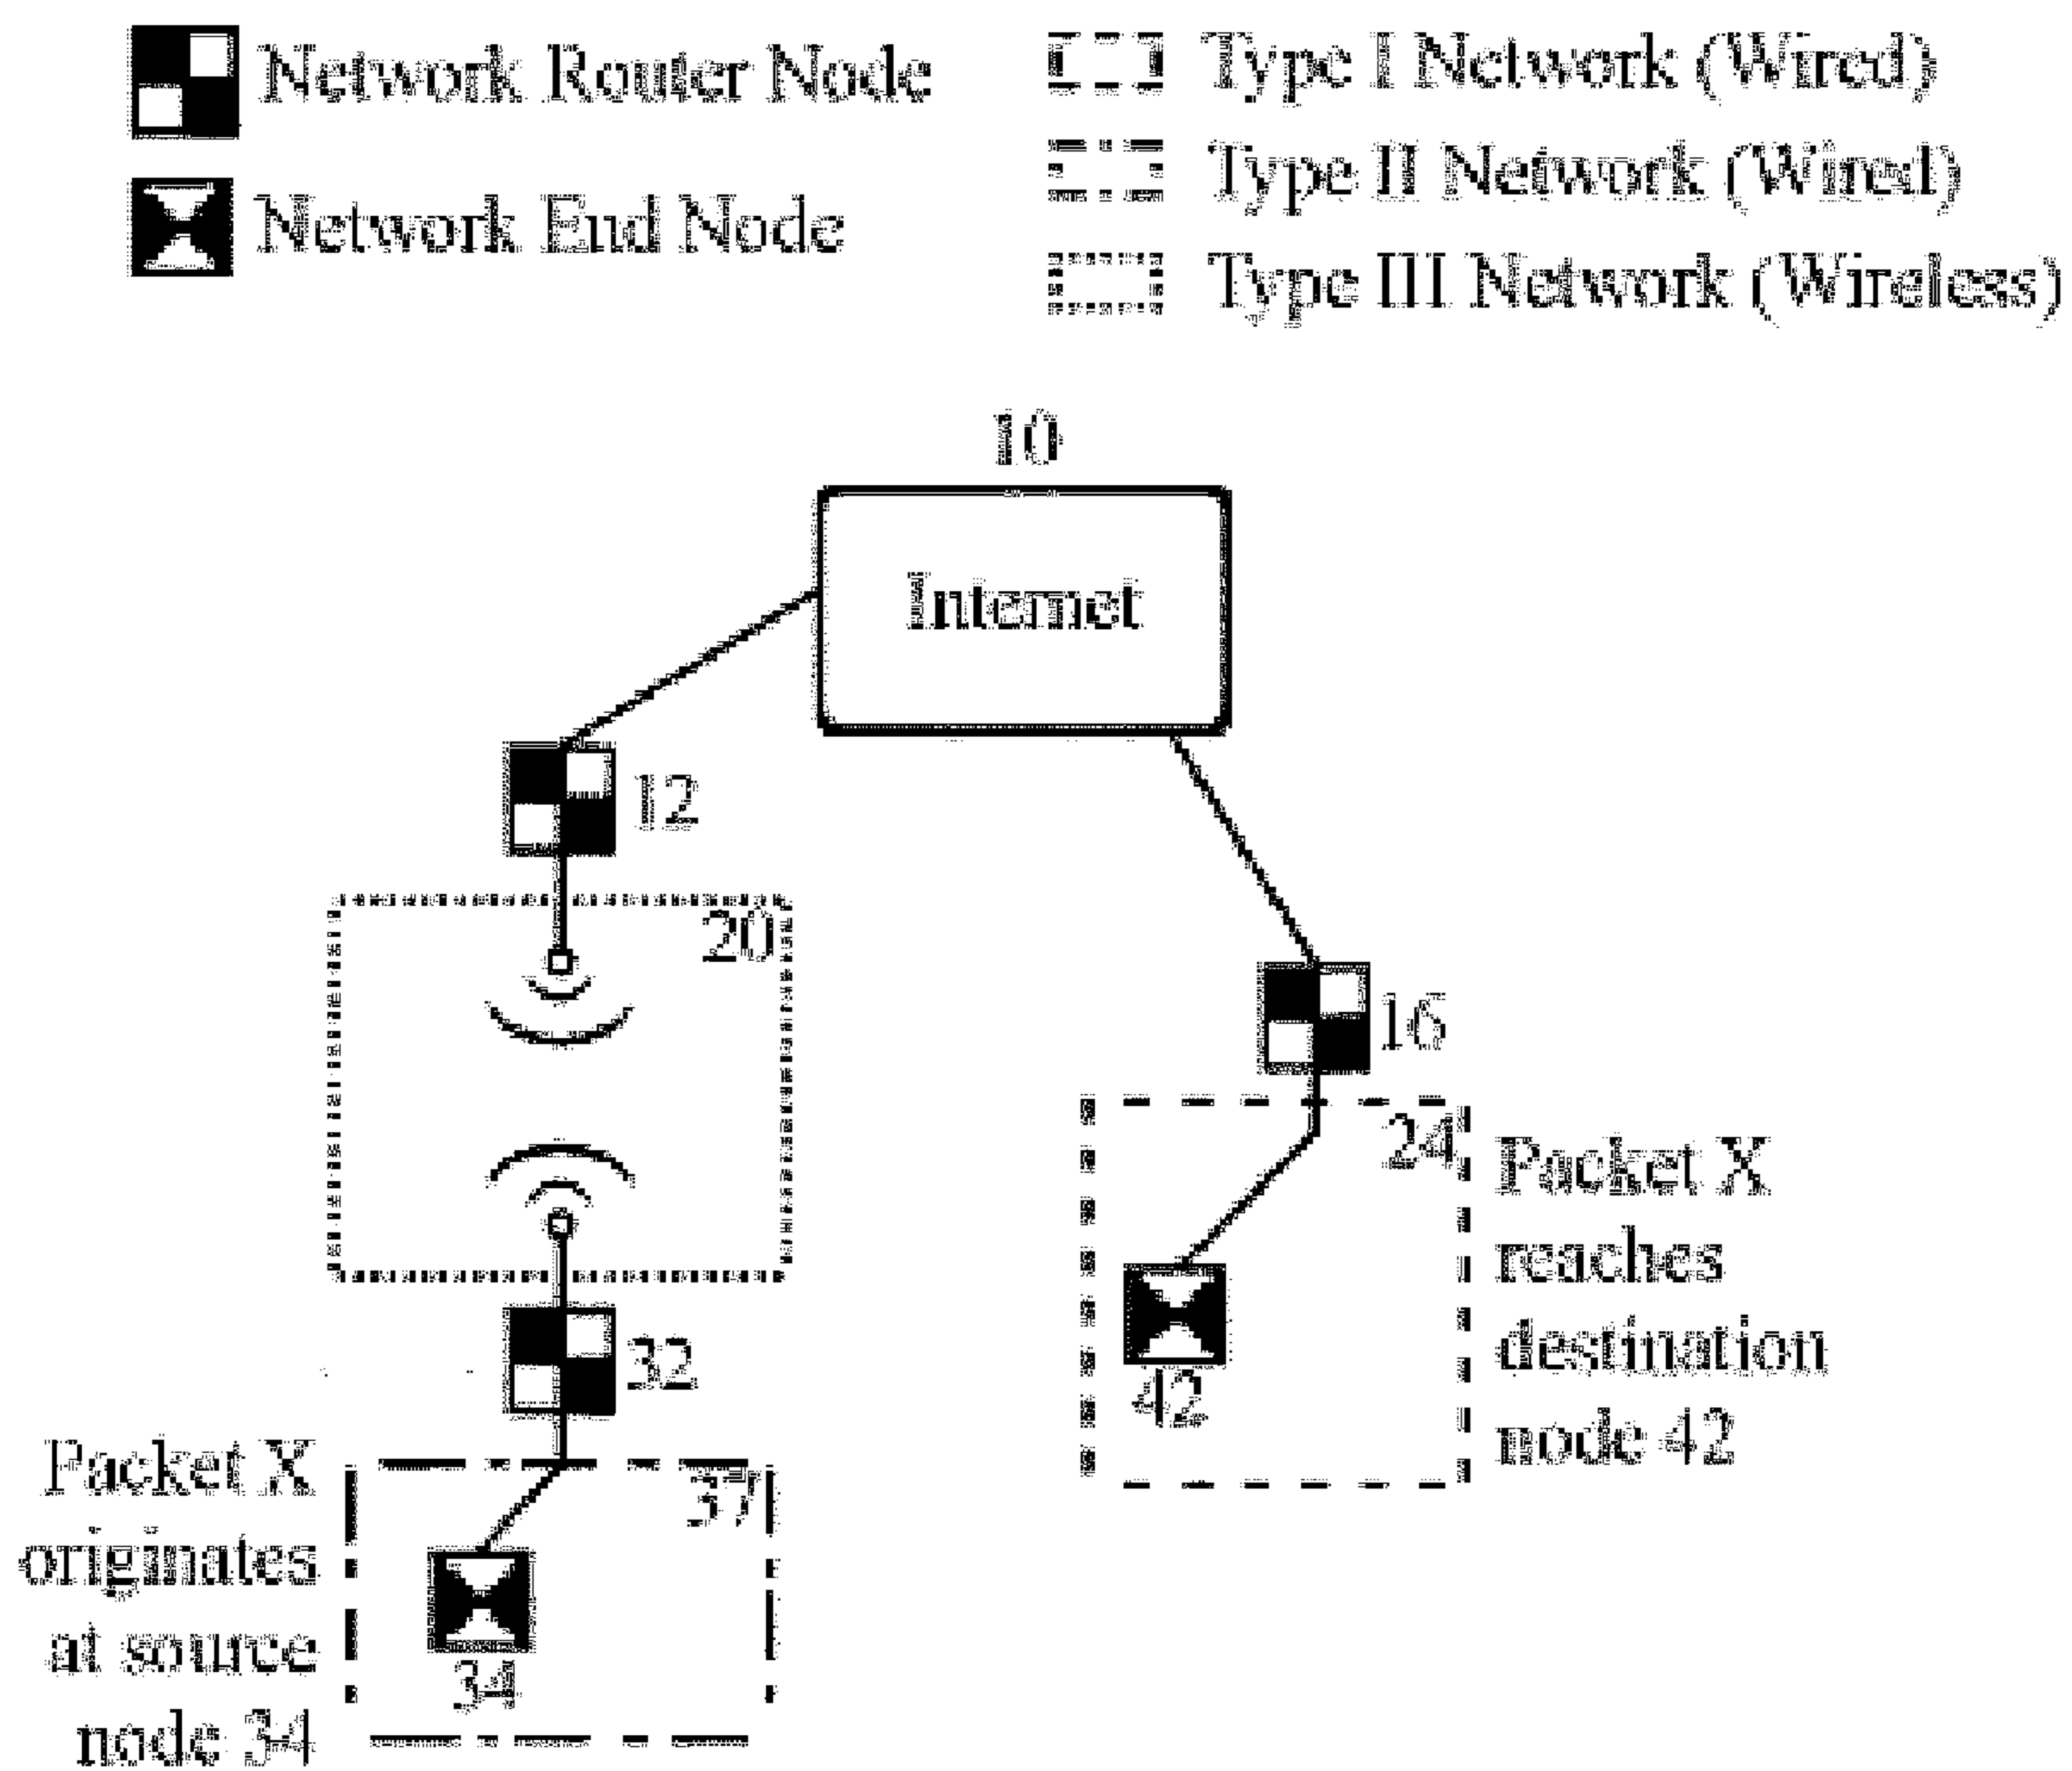 Network Router Node
Network End Node
Type I Network (Wired)
Type II Network (Wired)
Type III Network (Wireless)
10
Internet
12
20
16
24
Packet X
reaches
destination
node 42
42
32
37
Packet X
originates
at source
node 34
34